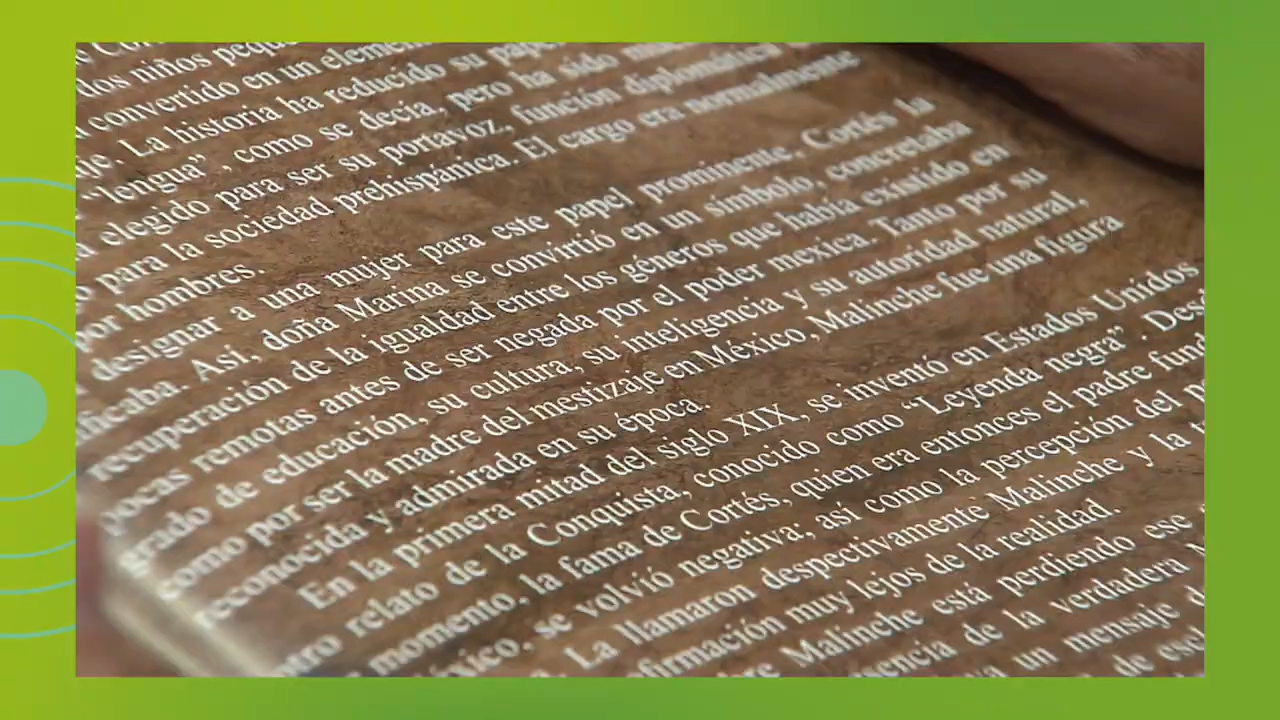 dos niños
convertido en un
La historia ha reducido su
"lengua", como se decía, pero ha sido
elegido para ser su portavoz, función diplomática
para la sociedad prehispánica. El cargo era normalmente
por hombres.
designar a una mujer para este papel prominente, Cortés la
Así, doña Marina se convirtió en un símbolo, concretaba
recuperación de la igualdad entre los géneros que había existido en
remotas antes de ser negada por el poder mexica. Tanto por su
grado de educación, su cultura, su inteligencia y su autoridad natural,
como por ser la madre del mestizaje en México, Malinche fue una figura
reconocida y admirada en su época.
En la primera mitad del siglo XIX, se inventó en Estados Unidos
relato de la Conquista, conocido como "Leyenda negra".
momento, la fama de Cortés, quien era entonces el padre
se volvió negativa; así como la percepción del
La llamaron despectivamente Malinche y la
afirmación muy lejos de la realidad.
Malinche está perdiendo ese
de la verdadera
un mensaje
de